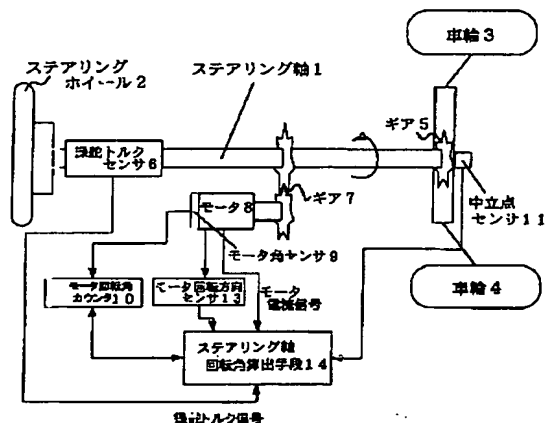 ステアリング
ホイール2
ステアリング軸1
車輪3
ギア5
操舵トルク
センサ6
モータ8
ギア7
中立点
センサ11
モータ角センサ9
車輪4
モータ回転角
カウンタ10
モータ回転方向
センサ13
モータ
電流信号
ステアリング軸
回転角算出手段14
操舵トルク信号